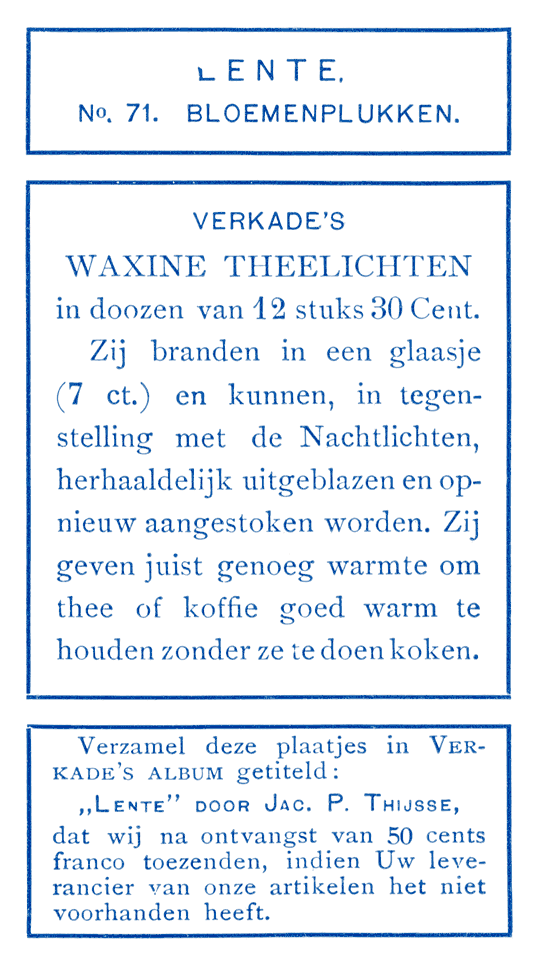 LENTE.
No. 71. BLOEMENPLUKKEN.
VERKADE'S
WAXINE THEELICHTEN
in doozen van 12 stuks 30 Cent.
Zij branden in een glaasje
(7 ct.) en kunnen, in tegen-
stelling met de Nachtlichten,
herhaaldelijk uitgeblazen en op-
nieuw aangestoken worden. Zij
geven juist genoeg warmte om
thee of koffie goed warm te
houden zonder ze te doen koken.
Verzamel deze plaatjes in VER-
KADE'S ALBUM getiteld:
„LENTE" DOOR JAC. P. THIJSSE,
dat wij na ontvangst van 50 cents
franco toezenden, indien Uw leve-
rancier van onze artikelen het niet
voorhanden heeft.